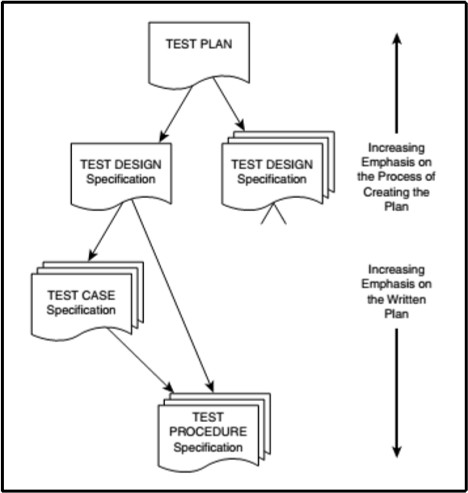 TEST PLAN
TEST DESIGN
Specification
TEST DESIGN
Specification
Increasing
Emphasis on
the Process of
Creating the
Plan
TEST CASE
Specification
Increasing
Emphasis on
the Written
Plan
TEST
PROCEDURE
Specification